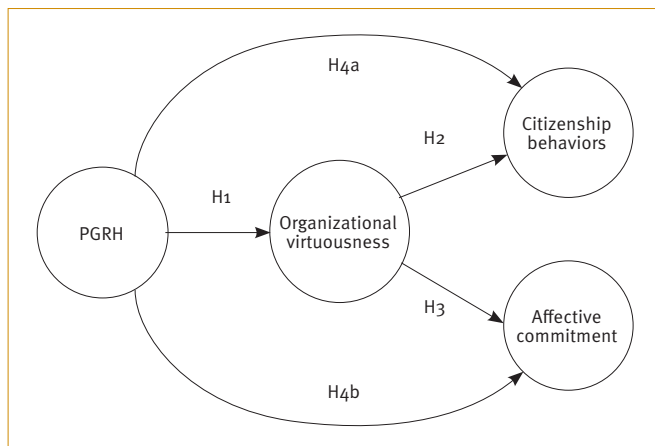 H4a
Citizenship
behaviors
H2
H1
PGRH
Organizational
virtuousness
H3
Affective
commitment
H4b